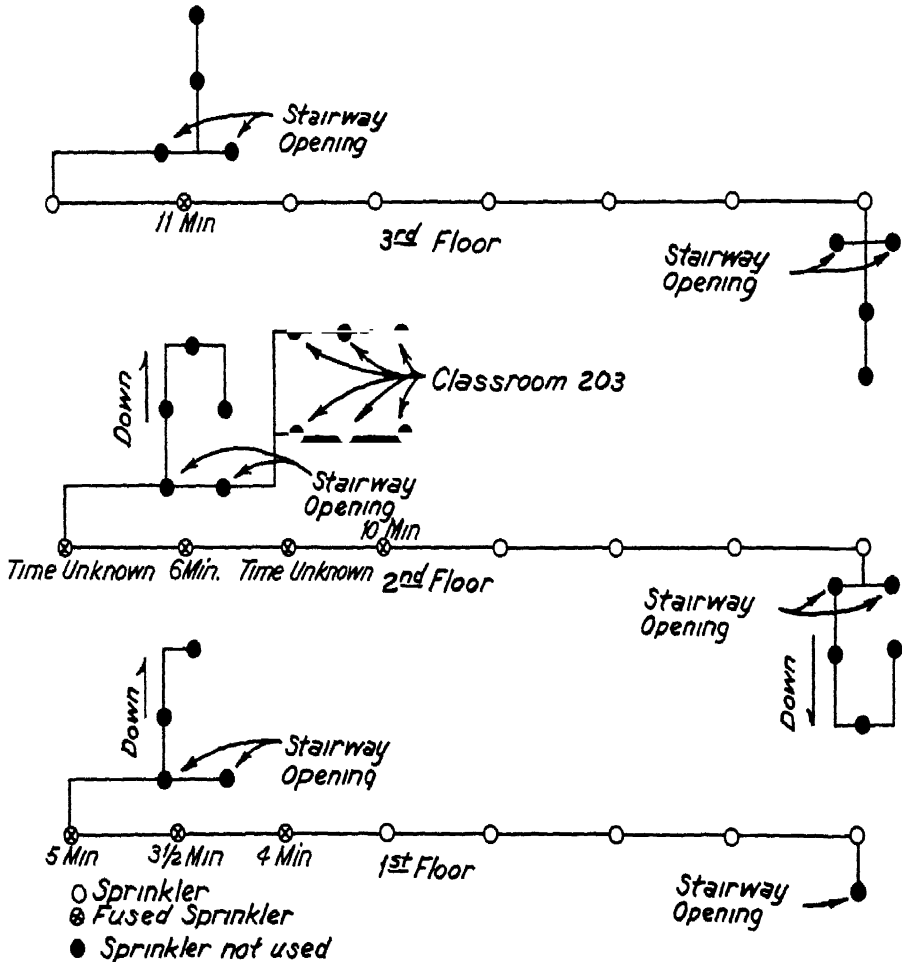 Stairway
Opening
11 Min
3rd Floor
Stairway
Opening
Down
Classroom 203
Stairway
Opening
10 Min
Time Unknown 6Min. Time Unknown
2nd Floor
Stairway
Opening
Down
Down
Stairway
Opening
5 Min 3½ Min 4 Min
1st Floor
Sprinkler
Fused Sprinkler
Sprinkler not used
Stairway
Opening